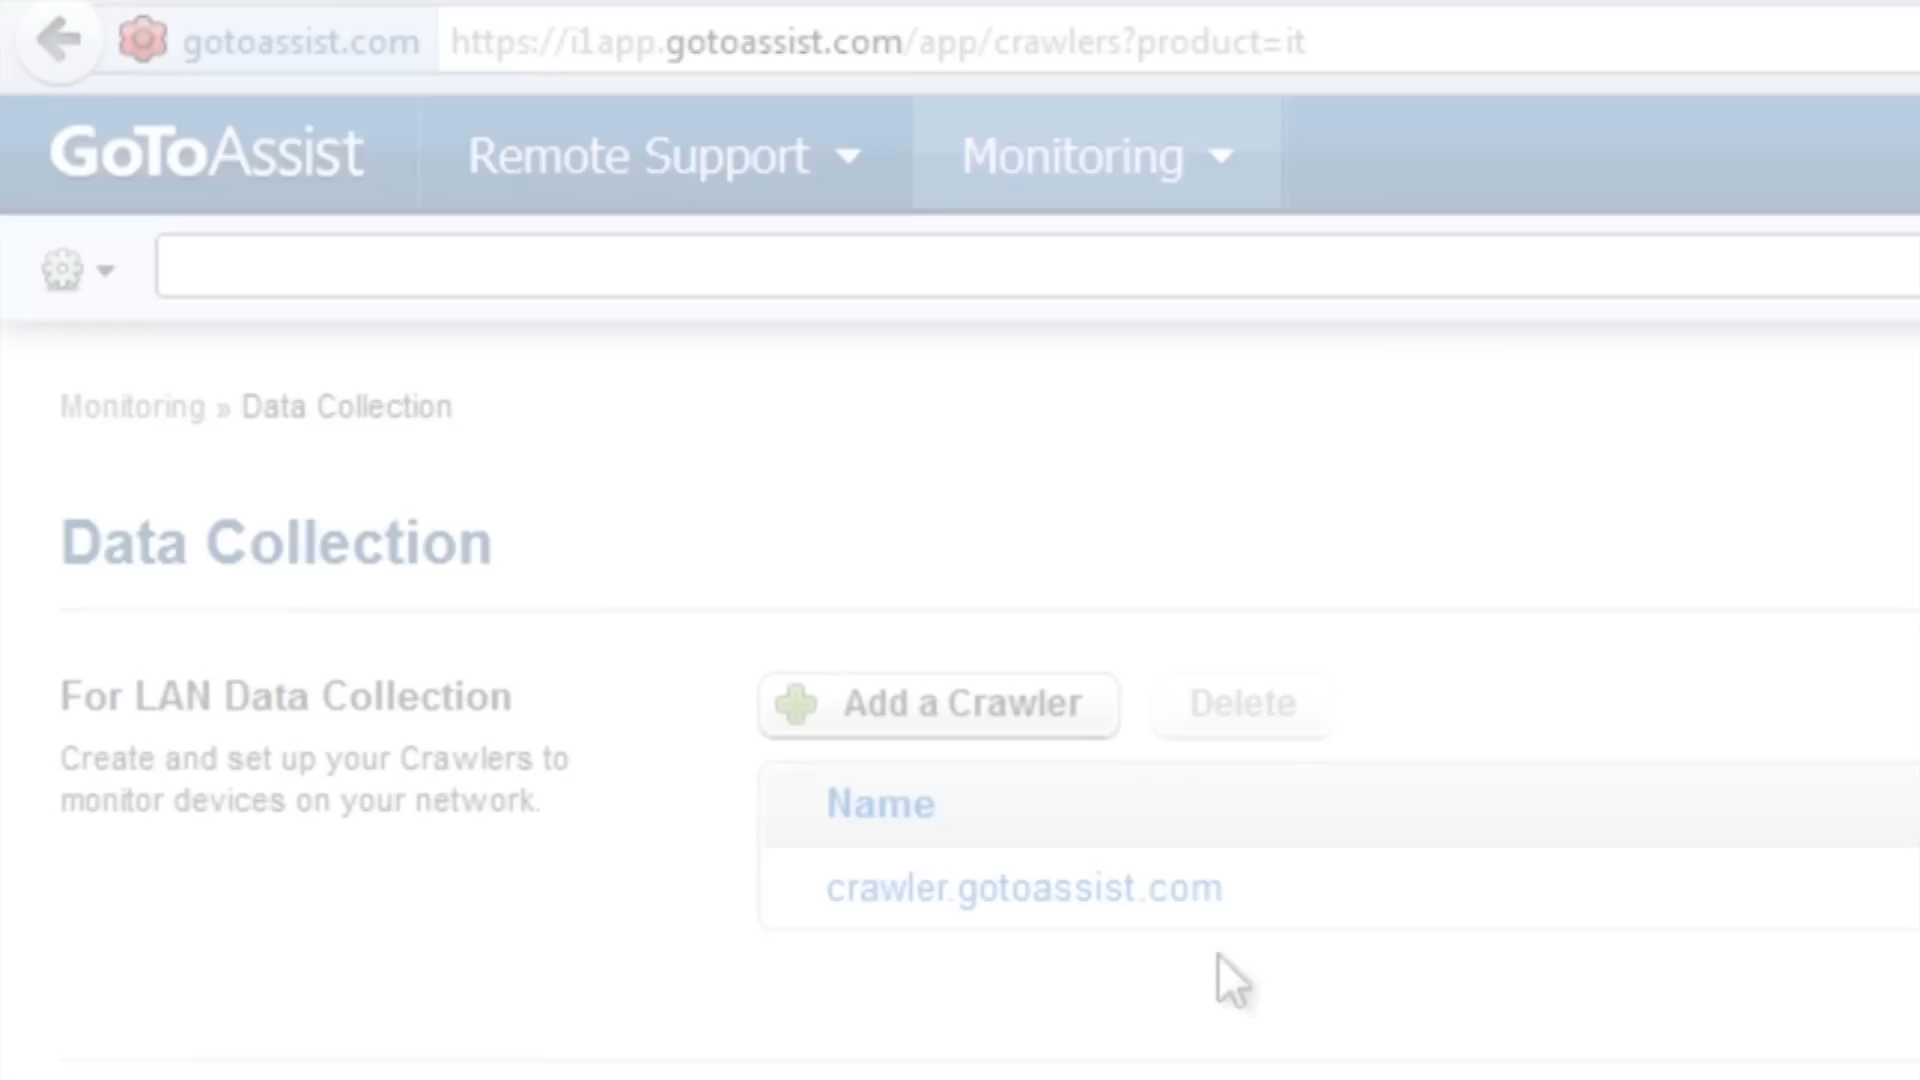 gotoassist.com https://i1app.gotoassist.com/app/crawlers?product=it
GoToAssist Remote Support Monitoring
Monitoring » Data Collection
Data Collection
For LAN Data Collection
Create and set up your Crawlers to
monitor devices on your network.
Add a Crawler Delete
Name
crawler.gotoassist.com